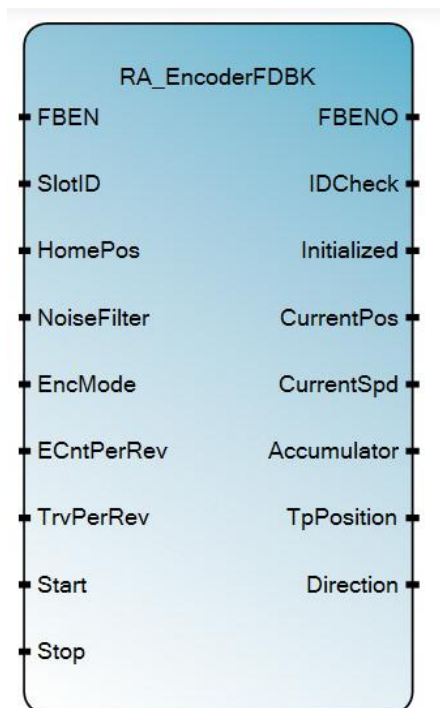 RA_EncoderFDBK
FBEN FBENO
SlotID IDCheck
HomePos Initialized
NoiseFilter CurrentPos
EncMode CurrentSpd
ECntPerRev Accumulator
TrvPerRev TpPosition
Start Direction
Stop